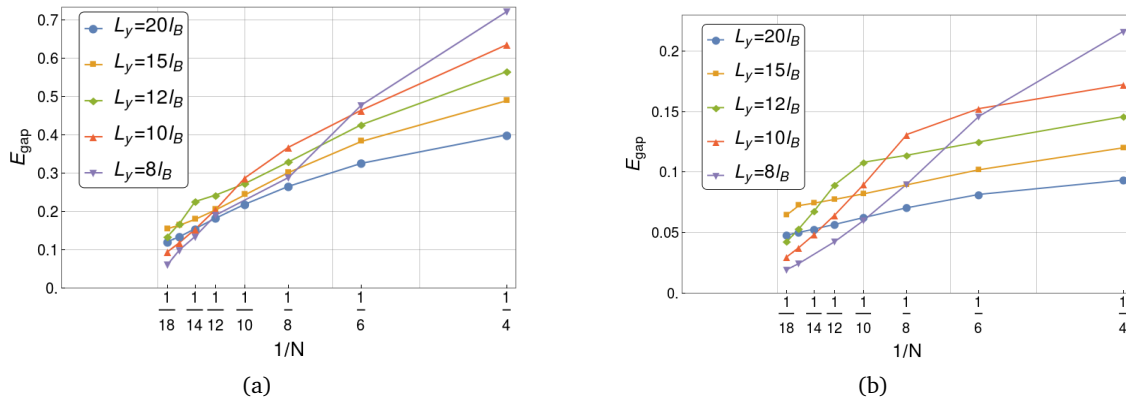 0.7
0.6
0.5
0.4
0.3
0.2
0.1
0.
E_gap
L_y=20l_B
L_y=15l_B
L_y=12l_B
L_y=10l_B
L_y=8l_B
1/18 1/14 1/12 1/10 1/8 1/6 1/4
1/N
(a)
0.2
0.15
0.1
0.05
0.
E_gap
L_y=20l_B
L_y=15l_B
L_y=12l_B
L_y=10l_B
L_y=8l_B
1/18 1/14 1/12 1/10 1/8 1/6 1/4
1/N
(b)